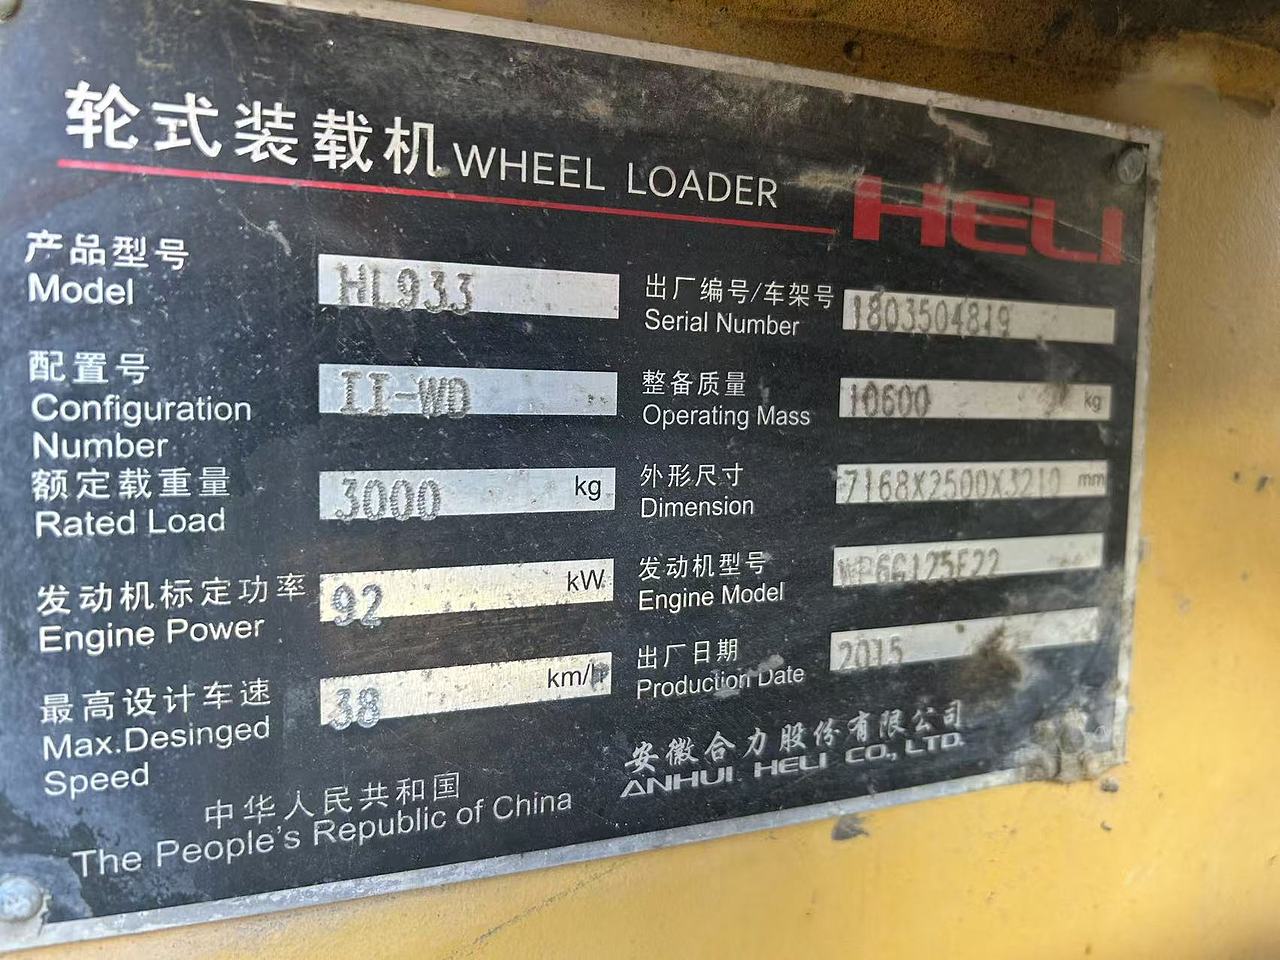 轮式装载机 WHEEL LOADER
HELI
产品型号
Model
HL933
配置号
Configuration
Number
II-WD
额定载重量
Rated Load
3000 kg
发动机标定功率
Engine Power
92 kW
最高设计车速
Max.Desinged
Speed
38 km/h
出厂编号/车架号
Serial Number
1803504819
整备质量
Operating Mass
10600 kg
外形尺寸
Dimension
7168X2500X3210 mm
发动机型号
Engine Model
WP6G125E22
出厂日期
Production Date
2015
中华人民共和国
The People's Republic of China
安徽合力股份有限公司
ANHUI HELI CO., LTD.